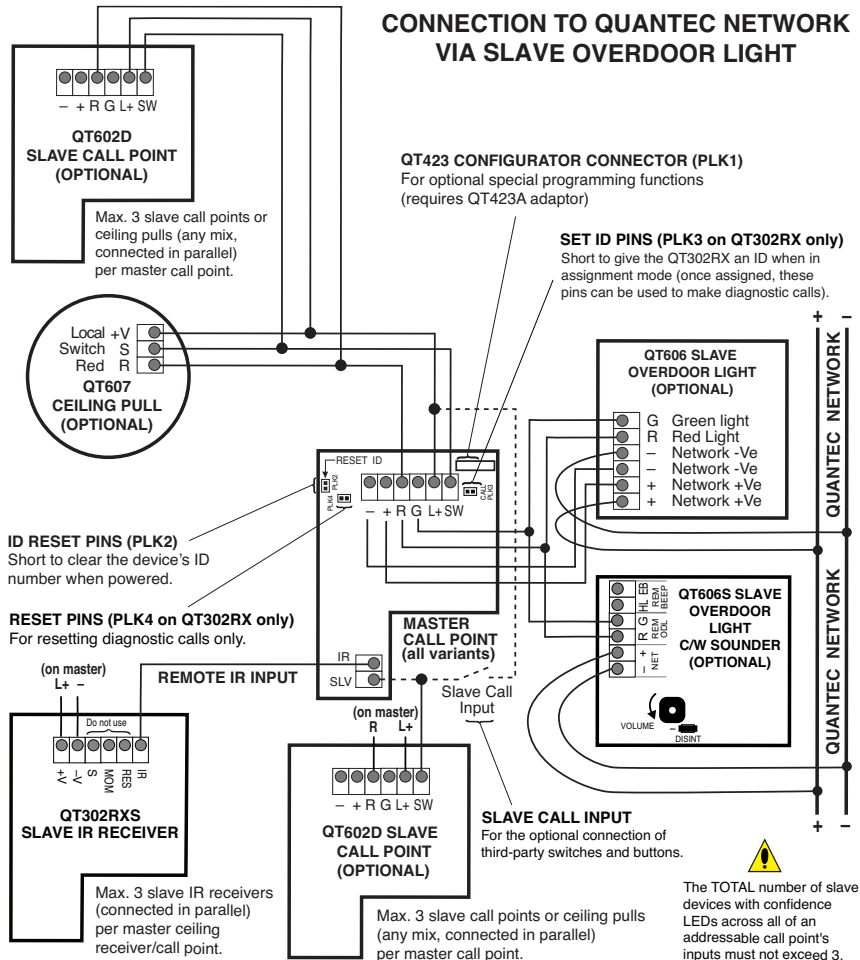 CONNECTION TO QUANTEC NETWORK
VIA SLAVE OVERDOOR LIGHT
– + R G L+ SW
QT602D
SLAVE CALL POINT
(OPTIONAL)
Max. 3 slave call points or
ceiling pulls (any mix,
connected in parallel)
per master call point.
QT423 CONFIGURATOR CONNECTOR (PLK1)
For optional special programming functions
(requires QT423A adaptor)
SET ID PINS (PLK3 on QT302RX only)
Short to give the QT302RX an ID when in
assignment mode (once assigned, these
pins can be used to make diagnostic calls).
Local +V
Switch S
Red R
QT607
CEILING PULL
(OPTIONAL)
+ –
QUANTEC NETWORK
QT606 SLAVE
OVERDOOR LIGHT
(OPTIONAL)
G Green light
R Red Light
– Network -Ve
– Network -Ve
+ Network +Ve
+ Network +Ve
RESET ID
PLK2
PLK4
CALL
PLK3
– + R G L+ SW
ID RESET PINS (PLK2)
Short to clear the device's ID
number when powered.
RESET PINS (PLK4 on QT302RX only)
For resetting diagnostic calls only.
MASTER
CALL POINT
(all variants)
IR
SLV
REMOTE IR INPUT
Slave Call
Input
QT606S SLAVE
OVERDOOR
LIGHT
C/W SOUNDER
(OPTIONAL)
EB
HL
REM
BEEP
G
R
REM
ODL
+
–
NET
VOLUME
–
DISINT
QUANTEC NETWORK
+ –
(on master)
L+ –
Do not use
+V
–V
S
MOM
RES
IR
QT302RXS
SLAVE IR RECEIVER
Max. 3 slave IR receivers
(connected in parallel)
per master ceiling
receiver/call point.
(on master)
R L+
– + R G L+ SW
QT602D SLAVE
CALL POINT
(OPTIONAL)
Max. 3 slave call points or ceiling pulls
(any mix, connected in parallel)
per master call point.
SLAVE CALL INPUT
For the optional connection of
third-party switches and buttons.
!
The TOTAL number of slave
devices with confidence
LEDs across all of an
addressable call point's
inputs must not exceed 3.